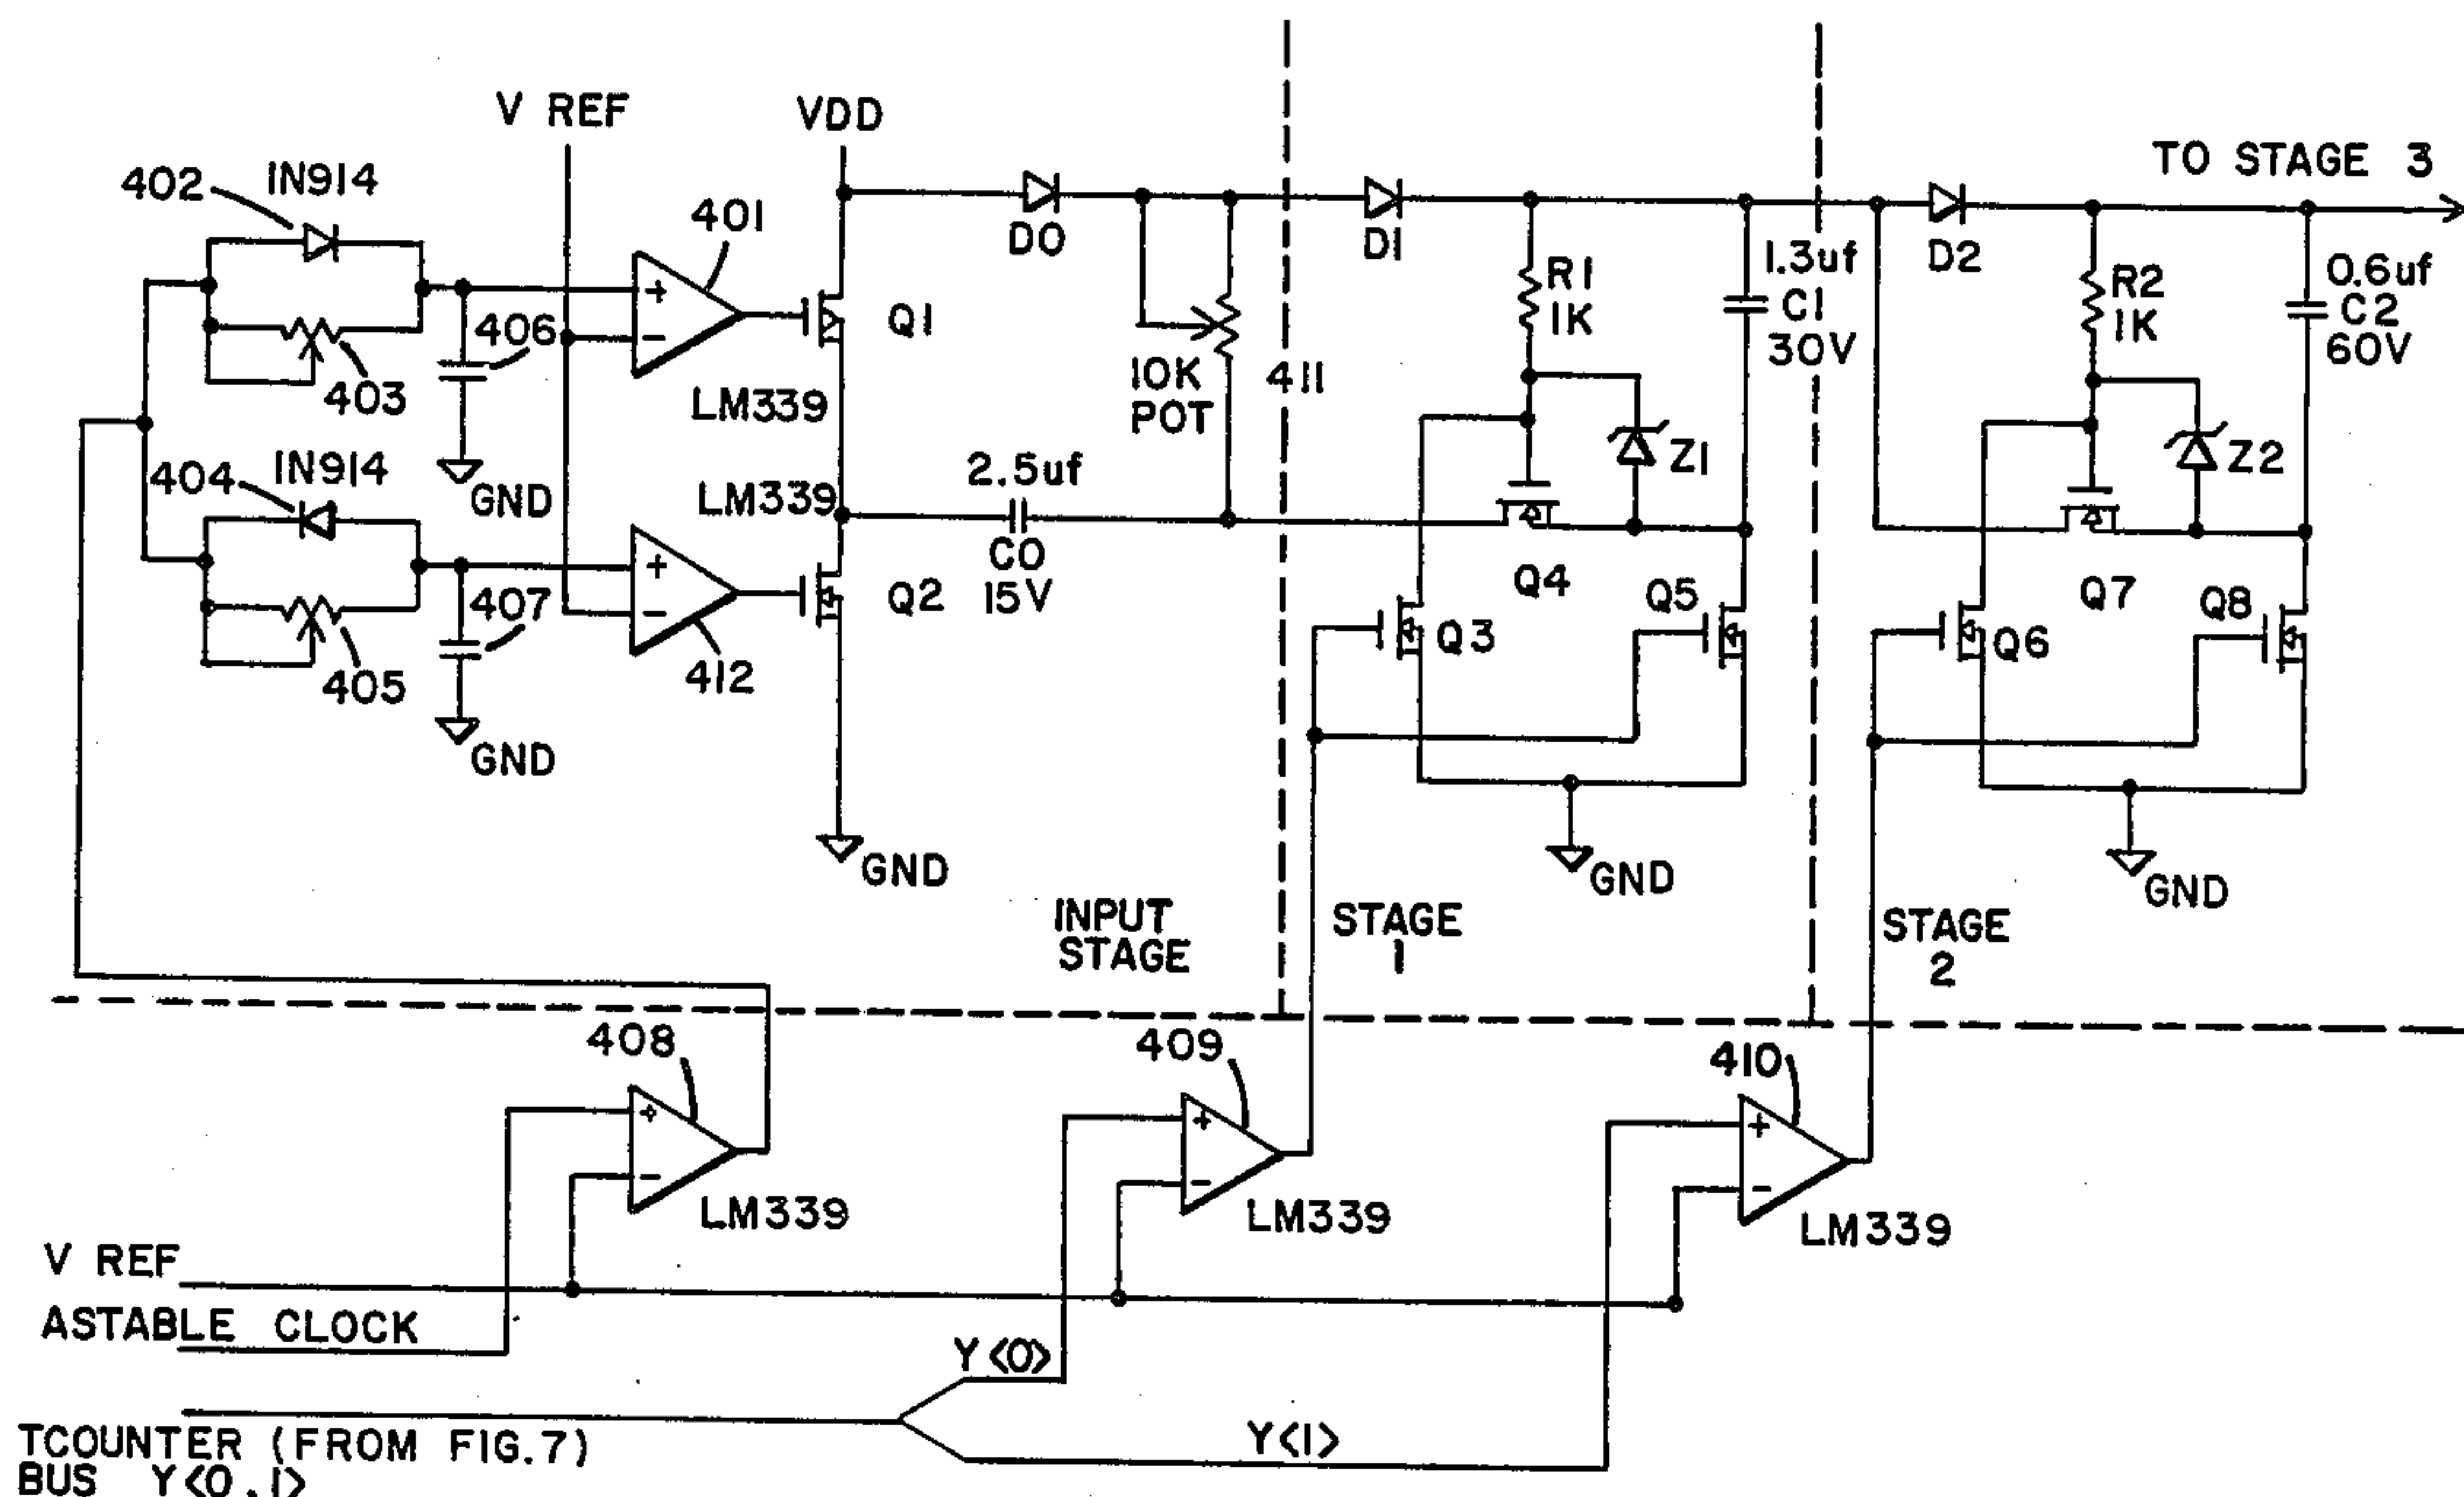 V REF
VDD
TO STAGE 3
402
IN914
401
D0
D1
D2
1.3uf
C1
30V
0.6uf
C2
60V
R1
1K
R2
1K
406
Q1
403
LM339
10K
POT
411
GND
404
IN914
LM339
2.5uf
C0
15V
Z1
Z2
407
Q2
Q4
Q5
Q7
Q8
Q3
Q6
405
412
GND
GND
GND
GND
INPUT
STAGE
STAGE
1
STAGE
2
408
409
410
+
-
LM339
LM339
LM339
V REF
ASTABLE CLOCK
Y<0>
Y<1>
TCOUNTER (FROM FIG.7)
BUS Y<0,1>